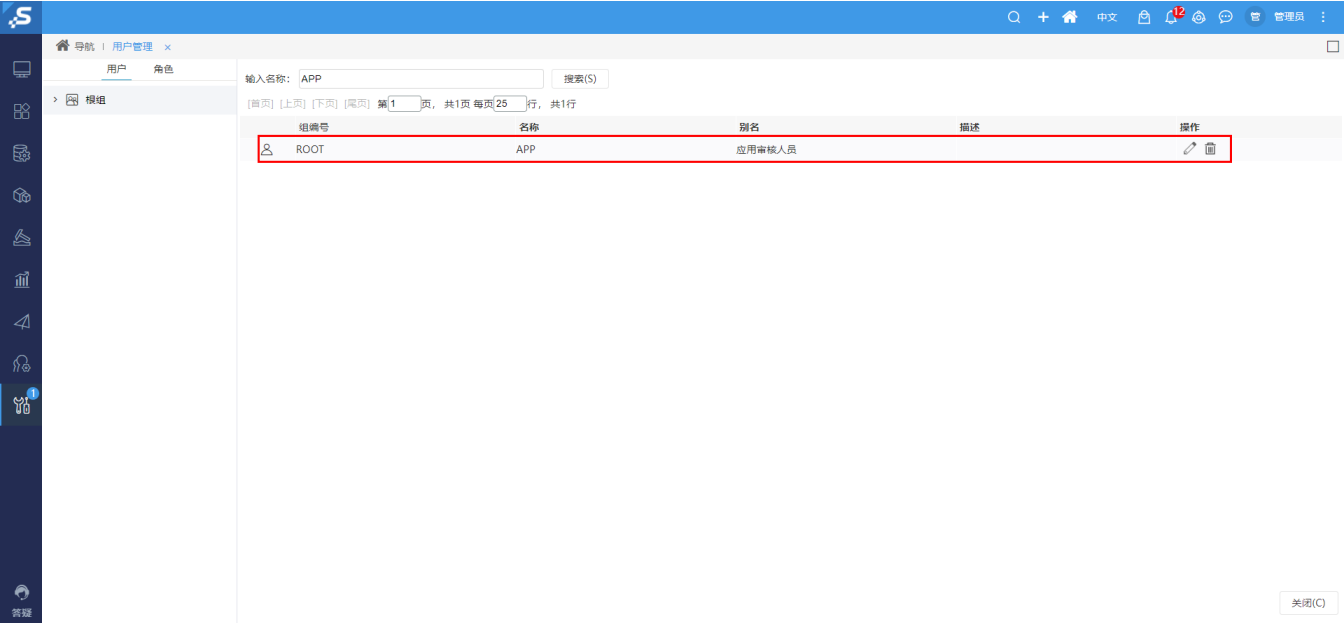 S
12
中文
管
管理员
导航 用户管理 ×
用户 角色
根组
输入名称: APP 搜索(S)
[首页] [上页] [下页] [尾页] 第 1 页, 共1页 每页 25 行, 共1行
组编号 名称 别名 描述 操作
ROOT APP 应用审核人员
1
答疑
关闭(C)